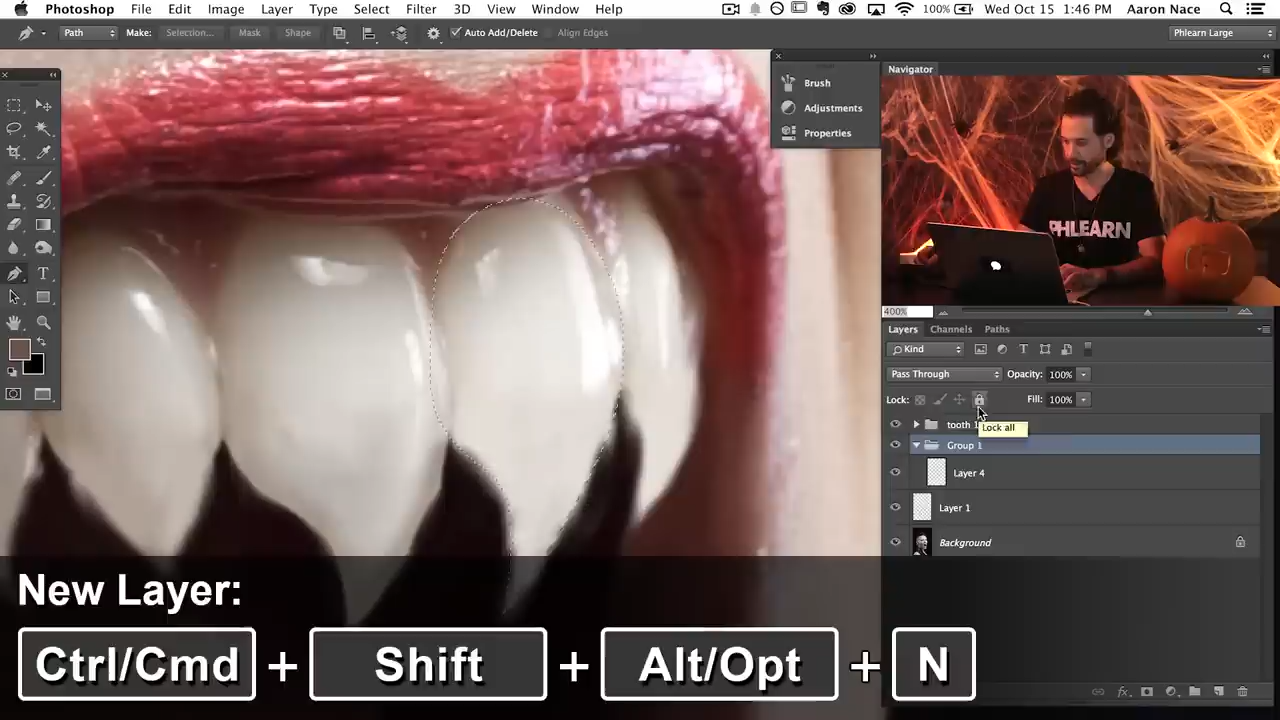 Photoshop File Edit Image Layer Type Select Filter 3D View Window Help 100% Wed Oct 15 1:46 PM Aaron Nace
Path Make: Selection... Mask Shape Auto Add/Delete Align Edges Phlearn Large
Navigator
Brush
Adjustments
Properties
PHLEARN
400%
Layers Channels Paths
Kind
Pass Through Opacity: 100%
Lock: Fill: 100%
tooth 1
Lock all
Group 1
Layer 4
Layer 1
Background
New Layer:
Ctrl/Cmd + Shift + Alt/Opt + N